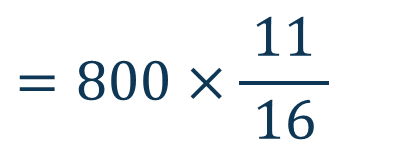 = 800 × 11/16